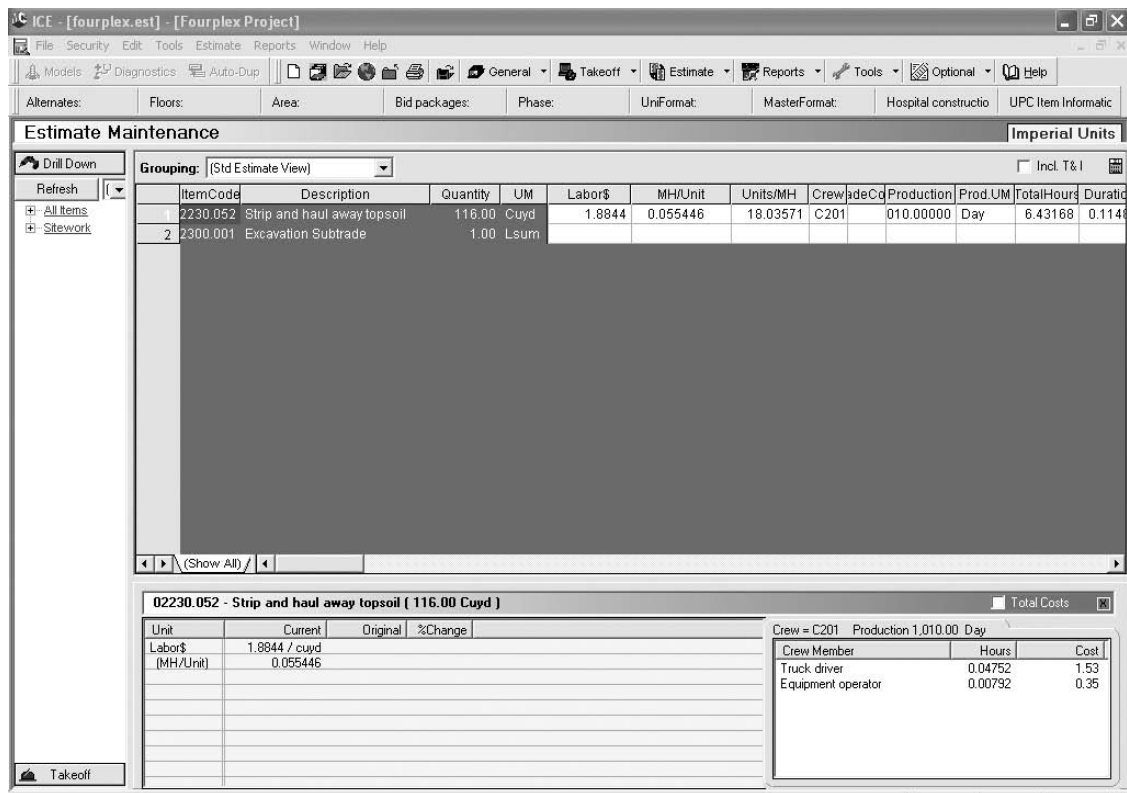 ICE - [fourplex.est] - [Fourplex Project]
File Security Edit Tools Estimate Reports Window Help
Models Diagnostics Auto-Dup General Takeoff Estimate Reports Tools Optional Help
Alternates: Floors: Area: Bid packages: Phase: UniFormat: MasterFormat: Hospital constructio UPC Item Informatic
Estimate Maintenance Imperial Units
Drill Down
Grouping: (Std Estimate View) Incl. T& I
Refresh
All Items
Sitework
ItemCode Description Quantity UM Labor$ MH/Unit Units/MH Crew adeCo Production Prod.UM TotalHours Duratio
1 2230.052 Strip and haul away topsoil 116.00 Cuyd 1.8844 0.055446 18.03571 C201 010.00000 Day 6.43168 0.1148
2 2300.001 Excavation Subtrade 1.00 Lsum
(Show All)
02230.052 - Strip and haul away topsoil ( 116.00 Cuyd ) Total Costs
Unit Current Original %Change
Labor$ 1.8844 / cuyd
(MH/Unit) 0.055446
Crew = C201 Production 1,010.00 Day
Crew Member Hours Cost
Truck driver 0.04752 1.53
Equipment operator 0.00792 0.35
Takeoff